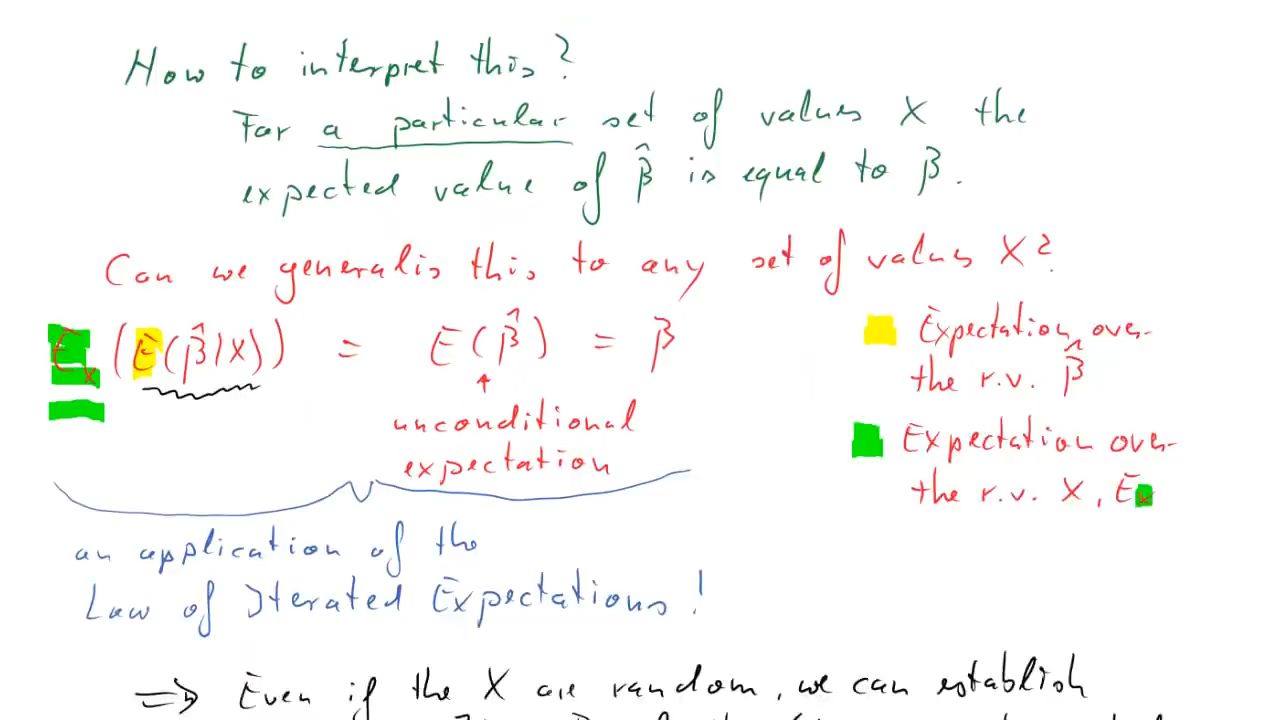 How to interpret this?
For a particular set of values X the
expected value of β̂ is equal to β.
Can we generalis this to any set of values X?
Eₓ(E(β̂|X)) = E(β̂) = β
↑
unconditional
expectation
Expectation over
the r.v. β̂
Expectation over
the r.v. X, Eₓ
an application of the
Law of Iterated Expectations!
⇒ Even if the X are random, we can establish